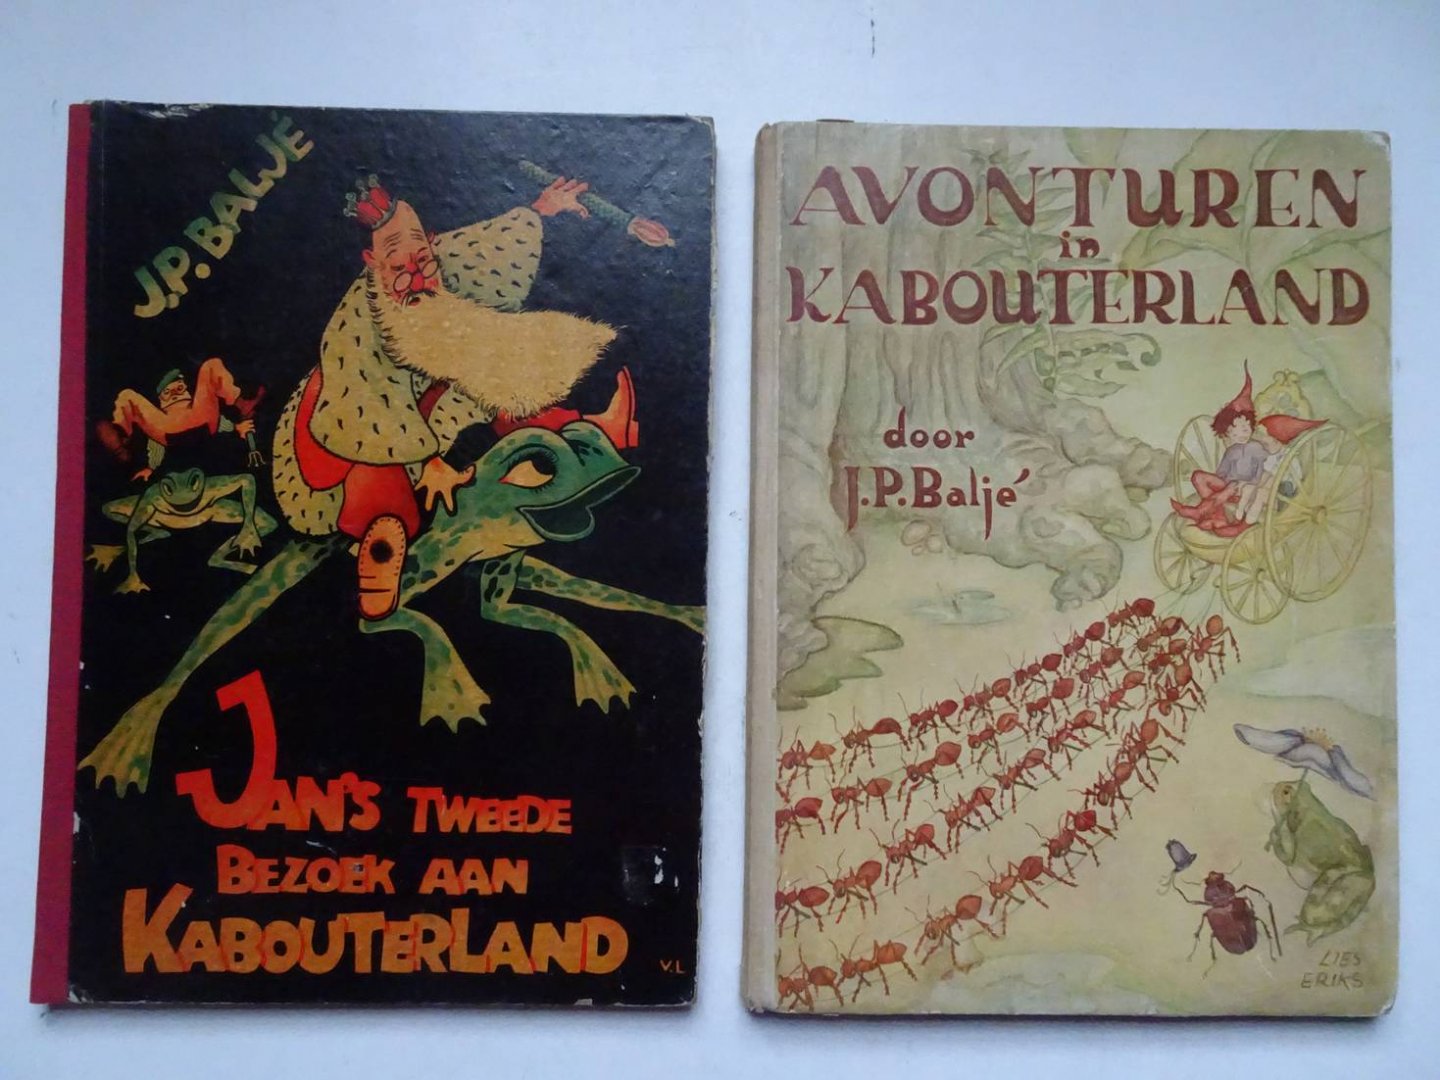 J.P. BALJÉ
JAN'S TWEEDE
BEZOEK AAN
KABOUTERLAND
V.L
AVONTUREN
in
KABOUTERLAND
door
J.P. Baljé
LIES
ERIKS